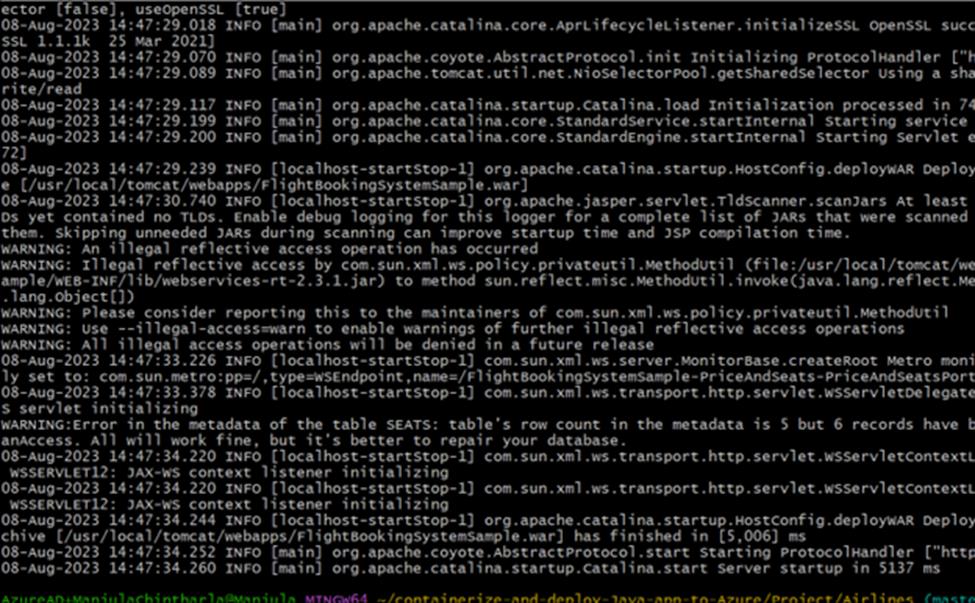 ector [false], useOpenSSL [true]
08-Aug-2023 14:47:29.018 INFO [main] org.apache.catalina.core.AprLifecycleListener.initializeSSL OpenSSL succ
SSL 1.1.1k  25 Mar 2021]
08-Aug-2023 14:47:29.070 INFO [main] org.apache.coyote.AbstractProtocol.init Initializing ProtocolHandler ["h
08-Aug-2023 14:47:29.089 INFO [main] org.apache.tomcat.util.net.NioSelectorPool.getSharedSelector Using a sha
rite/read
08-Aug-2023 14:47:29.117 INFO [main] org.apache.catalina.startup.Catalina.load Initialization processed in 74
08-Aug-2023 14:47:29.199 INFO [main] org.apache.catalina.core.StandardService.startInternal Starting service
08-Aug-2023 14:47:29.200 INFO [main] org.apache.catalina.core.StandardEngine.startInternal Starting Servlet e
72]
08-Aug-2023 14:47:29.239 INFO [localhost-startStop-1] org.apache.catalina.startup.HostConfig.deployWAR Deploy
e [/usr/local/tomcat/webapps/FlightBookingSystemSample.war]
08-Aug-2023 14:47:30.740 INFO [localhost-startStop-1] org.apache.jasper.servlet.TldScanner.scanJars At least
Ds yet contained no TLDs. Enable debug logging for this logger for a complete list of JARs that were scanned
them. Skipping unneeded JARs during scanning can improve startup time and JSP compilation time.
WARNING: An illegal reflective access operation has occurred
WARNING: Illegal reflective access by com.sun.xml.ws.policy.privateutil.MethodUtil (file:/usr/local/tomcat/we
ample/WEB-INF/lib/webservices-rt-2.3.1.jar) to method sun.reflect.misc.MethodUtil.invoke(java.lang.reflect.Me
.lang.Object[])
WARNING: Please consider reporting this to the maintainers of com.sun.xml.ws.policy.privateutil.MethodUtil
WARNING: Use --illegal-access=warn to enable warnings of further illegal reflective access operations
WARNING: All illegal access operations will be denied in a future release
08-Aug-2023 14:47:33.226 INFO [localhost-startStop-1] com.sun.xml.ws.server.MonitorBase.createRoot Metro moni
ly set to: com.sun.metro:pp=/,type=WSEndpoint,name=/FlightBookingSystemSample-PriceAndSeats-PriceAndSeatsPort
08-Aug-2023 14:47:33.378 INFO [localhost-startStop-1] com.sun.xml.ws.transport.http.servlet.WSServletDelegate
S servlet initializing
WARNING:Error in the metadata of the table SEATS: table's row count in the metadata is 5 but 6 records have b
anAccess. All will work fine, but it's better to repair your database.
08-Aug-2023 14:47:34.220 INFO [localhost-startStop-1] com.sun.xml.ws.transport.http.servlet.WSServletContextL
 WSSERVLET12: JAX-WS context listener initializing
08-Aug-2023 14:47:34.220 INFO [localhost-startStop-1] com.sun.xml.ws.transport.http.servlet.WSServletContextL
 WSSERVLET12: JAX-WS context listener initializing
08-Aug-2023 14:47:34.244 INFO [localhost-startStop-1] org.apache.catalina.startup.HostConfig.deployWAR Deploy
chive [/usr/local/tomcat/webapps/FlightBookingSystemSample.war] has finished in [5,006] ms
08-Aug-2023 14:47:34.252 INFO [main] org.apache.coyote.AbstractProtocol.start Starting ProtocolHandler ["http
08-Aug-2023 14:47:34.260 INFO [main] org.apache.catalina.startup.Catalina.start Server startup in 5137 ms
AzureAD+ManjulaChintharla@Manjula MINGW64 ~/containerize-and-deploy-Java-app-to-Azure/Project/Airlines (maste